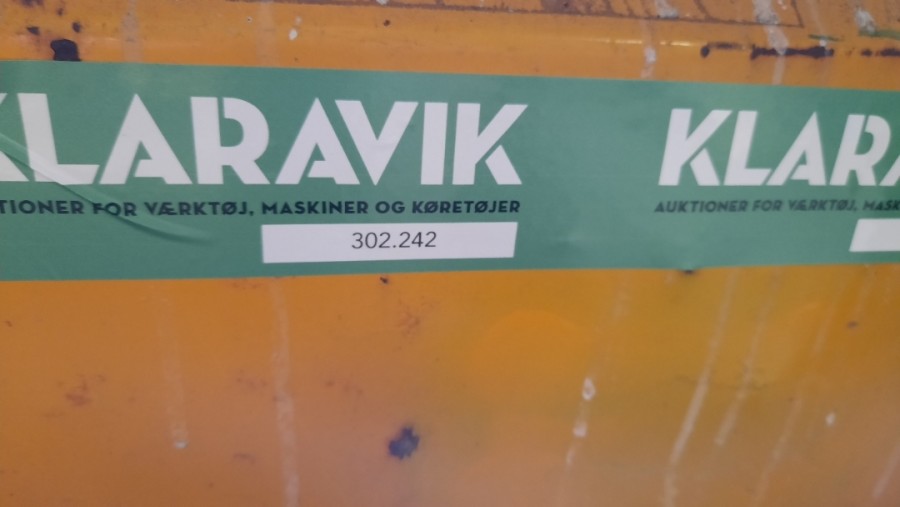 KLARAVIK
TIONER FOR VÆRKTØJ, MASKINER OG KØRETØJER
302.242
KLARA
AUKTIONER FOR VÆRKTØJ, MASK